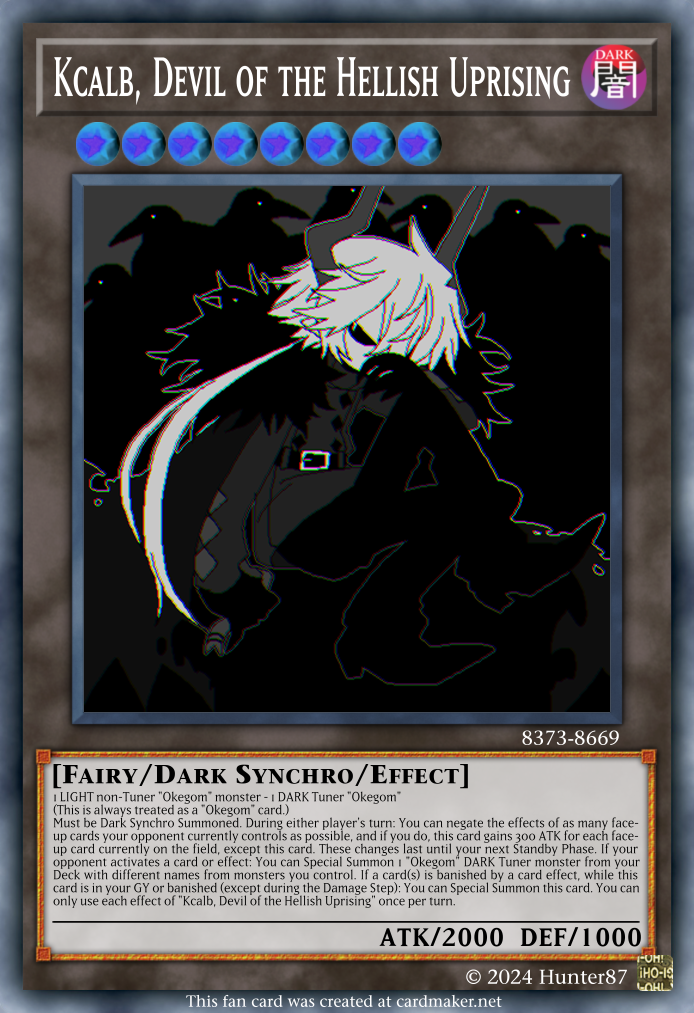 Kcalb, Devil of the Hellish Uprising
DARK
闇
8373-8669
[Fairy/Dark Synchro/Effect]
1 LIGHT non-Tuner "Okegom" monster - 1 DARK Tuner "Okegom"
(This is always treated as a "Okegom" card.)
Must be Dark Synchro Summoned. During either player's turn: You can negate the effects of as many face-
up cards your opponent currently controls as possible, and if you do, this card gains 300 ATK for each face-
up card currently on the field, except this card. These changes last until your next Standby Phase. If your
opponent activates a card or effect: You can Special Summon 1 "Okegom" DARK Tuner monster from your
Deck with different names from monsters you control. If a card(s) is banished by a card effect, while this
card is in your GY or banished (except during the Damage Step): You can Special Summon this card. You can
only use each effect of "Kcalb, Devil of the Hellish Uprising" once per turn.
ATK/2000 DEF/1000
© 2024 Hunter87
This fan card was created at cardmaker.net